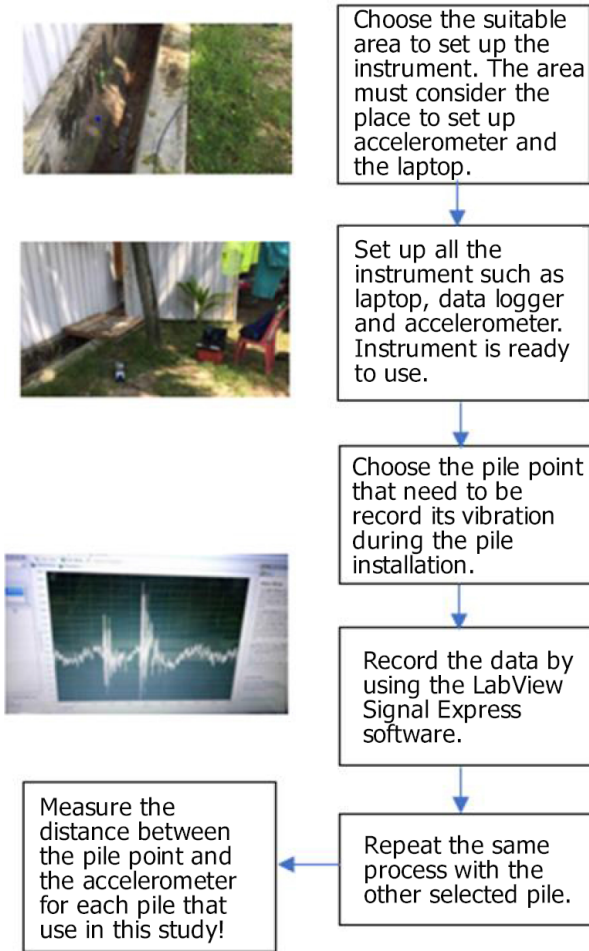 Choose the suitable
area to set up the
instrument. The area
must consider the
place to set up
accelerometer and
the laptop.
Set up all the
instrument such as
laptop, data logger
and accelerometer.
Instrument is ready
to use.
Choose the pile point
that need to be
record its vibration
during the pile
installation.
Record the data by
using the LabView
Signal Express
software.
Repeat the same
process with the
other selected pile.
Measure the
distance between
the pile point and
the accelerometer
for each pile that
use in this study!